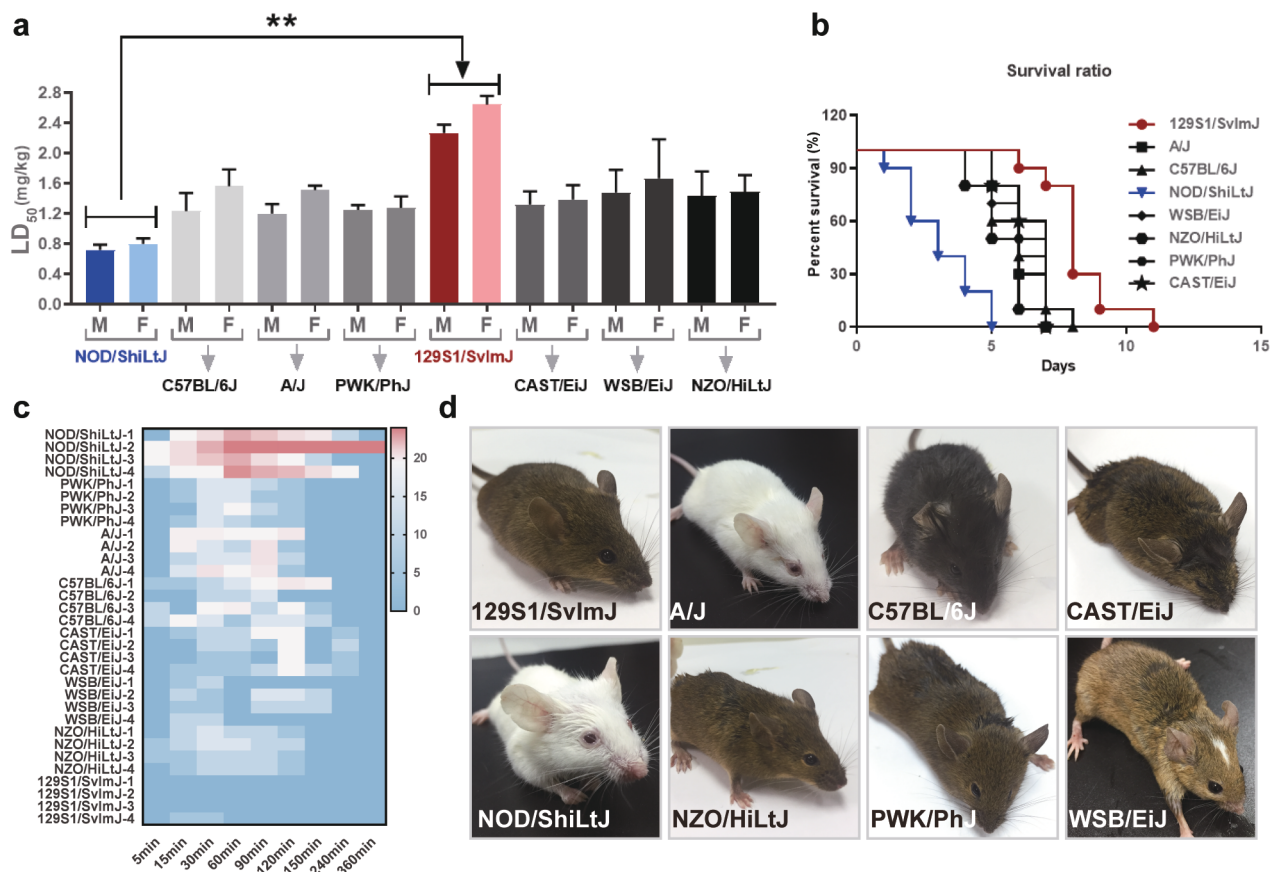 a
**
LD50 (mg/kg)
2.8
2.4
2.0
1.6
1.2
0.8
0.4
0.0
M F M F M F M F M F M F M F M F
NOD/ShiLtJ
129S1/SvImJ
C57BL/6J A/J PWK/PhJ CAST/EiJ WSB/EiJ NZO/HiLtJ
b
Survival ratio
Percent survival (%)
120
90
60
30
0
0 5 10 15
Days
129S1/SvImJ
A/J
C57BL/6J
NOD/ShiLtJ
WSB/EiJ
NZO/HiLtJ
PWK/PhJ
CAST/EiJ
c
NOD/ShiLtJ-1
NOD/ShiLtJ-2
NOD/ShiLtJ-3
NOD/ShiLtJ-4
PWK/PhJ-1
PWK/PhJ-2
PWK/PhJ-3
PWK/PhJ-4
A/J-1
A/J-2
A/J-3
A/J-4
C57BL/6J-1
C57BL/6J-2
C57BL/6J-3
C57BL/6J-4
CAST/EiJ-1
CAST/EiJ-2
CAST/EiJ-3
CAST/EiJ-4
WSB/EiJ-1
WSB/EiJ-2
WSB/EiJ-3
WSB/EiJ-4
NZO/HiLtJ-1
NZO/HiLtJ-2
NZO/HiLtJ-3
NZO/HiLtJ-4
129S1/SvImJ-1
129S1/SvImJ-2
129S1/SvImJ-3
129S1/SvImJ-4
5min 15min 30min 60min 90min 120min 150min 240min 360min
20
15
10
5
0
d
129S1/SvImJ A/J C57BL/6J CAST/EiJ
NOD/ShiLtJ NZO/HiLtJ PWK/PhJ WSB/EiJ